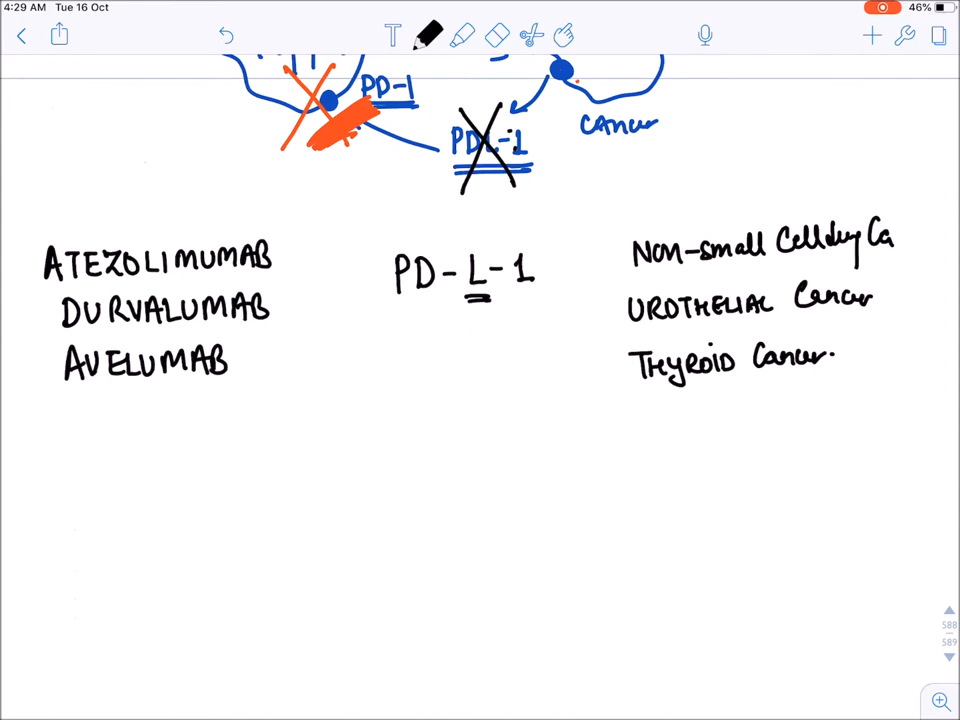 4:29 AM Tue 16 Oct
46%
T
PD-1
CANCER
PDL-1
ATEZOLIMUMAB
PD-L-1
Non-small Cell Lung Ca
DURVALUMAB
UROTHELIAL Cancer
AVELUMAB
THYROID Cancer.
588
589